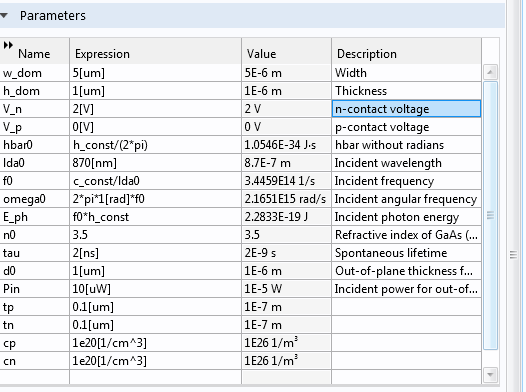 Parameters
Name Expression Value Description
w_dom 5[um] 5E-6 m Width
h_dom 1[um] 1E-6 m Thickness
V_n 2[V] 2 V n-contact voltage
V_p 0[V] 0 V p-contact voltage
hbar0 h_const/(2*pi) 1.0546E-34 J·s hbar without radians
lda0 870[nm] 8.7E-7 m Incident wavelength
f0 c_const/lda0 3.4459E14 1/s Incident frequency
omega0 2*pi*1[rad]*f0 2.1651E15 rad/s Incident angular frequency
E_ph f0*h_const 2.2833E-19 J Incident photon energy
n0 3.5 3.5 Refractive index of GaAs (...
tau 2[ns] 2E-9 s Spontaneous lifetime
d0 1[um] 1E-6 m Out-of-plane thickness f...
Pin 10[uW] 1E-5 W Incident power for out-of...
tp 0.1[um] 1E-7 m
tn 0.1[um] 1E-7 m
cp 1e20[1/cm^3] 1E26 1/m³
cn 1e20[1/cm^3] 1E26 1/m³